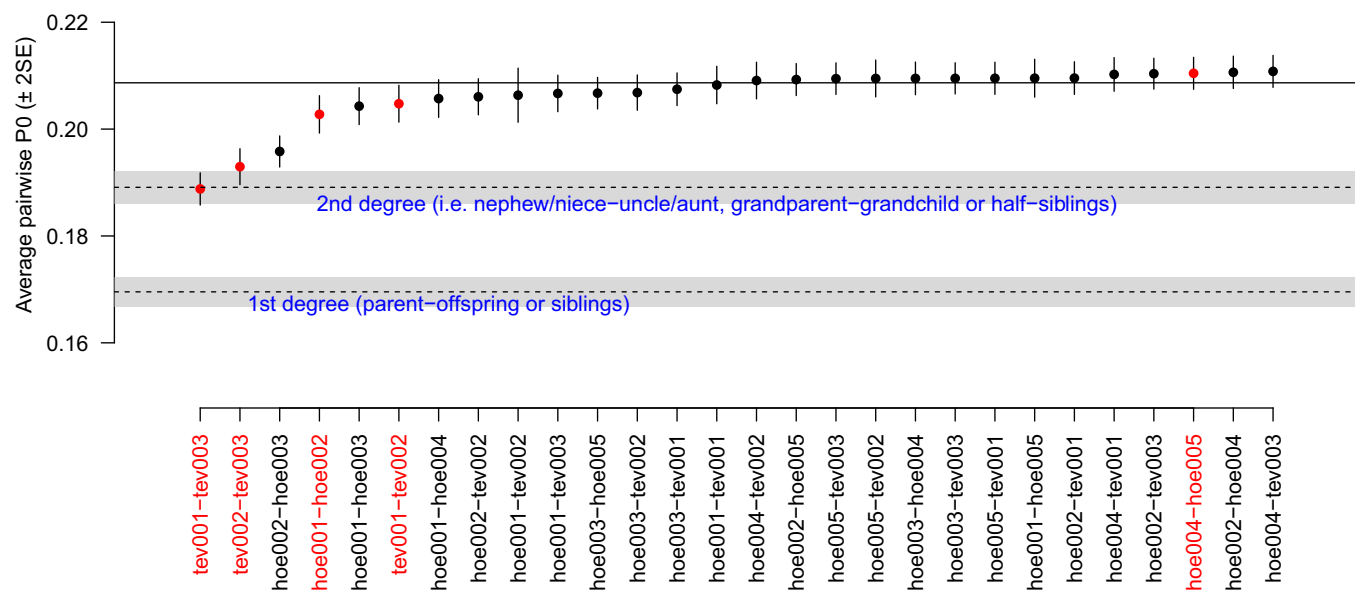 Average pairwise P0 (± 2SE)
0.22
0.20
0.18
0.16
2nd degree (i.e. nephew/niece−uncle/aunt, grandparent−grandchild or half−siblings)
1st degree (parent−offspring or siblings)
tev001−tev003
tev002−tev003
hoe002−hoe003
hoe001−hoe002
hoe001−hoe003
tev001−tev002
hoe001−hoe004
hoe002−tev002
hoe001−tev002
hoe001−tev003
hoe003−hoe005
hoe003−tev002
hoe003−tev001
hoe001−tev001
hoe004−tev002
hoe002−hoe005
hoe005−tev003
hoe005−tev002
hoe003−hoe004
hoe003−tev003
hoe005−tev001
hoe001−hoe005
hoe002−tev001
hoe004−tev001
hoe002−tev003
hoe004−hoe005
hoe002−hoe004
hoe004−tev003